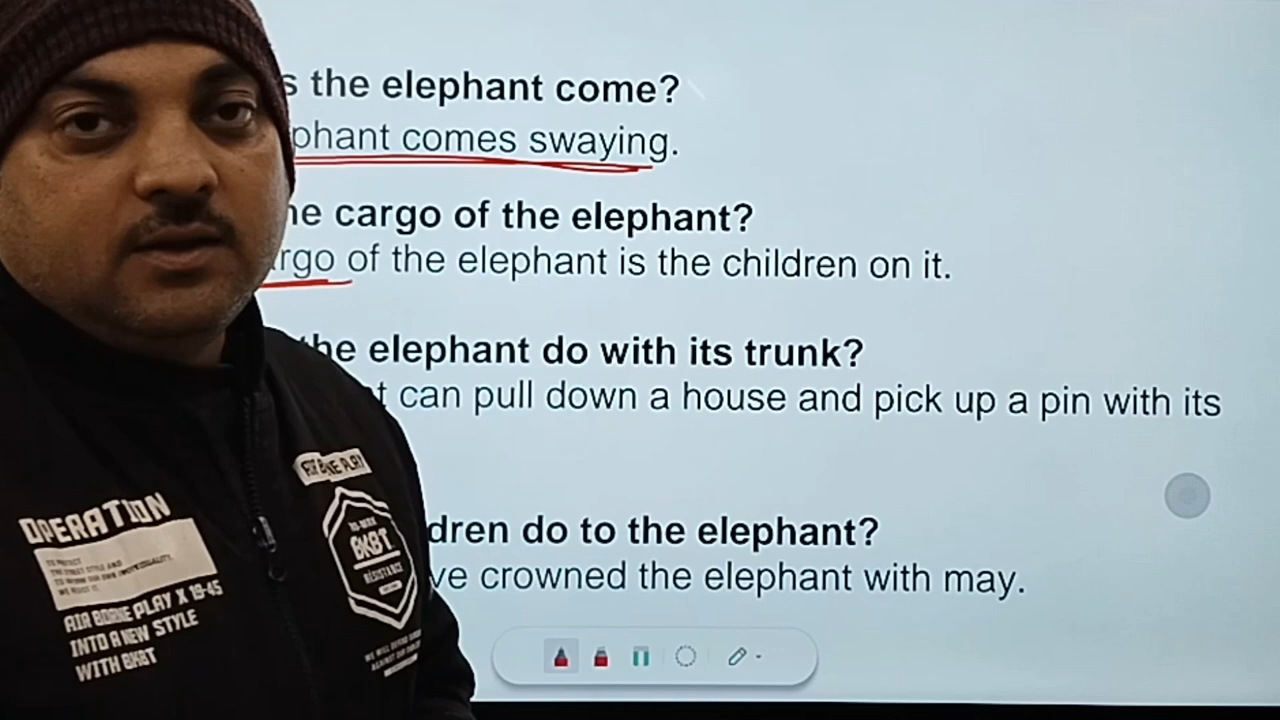 s the elephant come?
phant comes swaying.
he cargo of the elephant?
rgo of the elephant is the children on it.
the elephant do with its trunk?
t can pull down a house and pick up a pin with its
dren do to the elephant?
ve crowned the elephant with may.
OPERATION
AIR BORNE PLAY X 19-45
INTO A NEW STYLE
WITH BKBT
BKBT
RESISTANCE